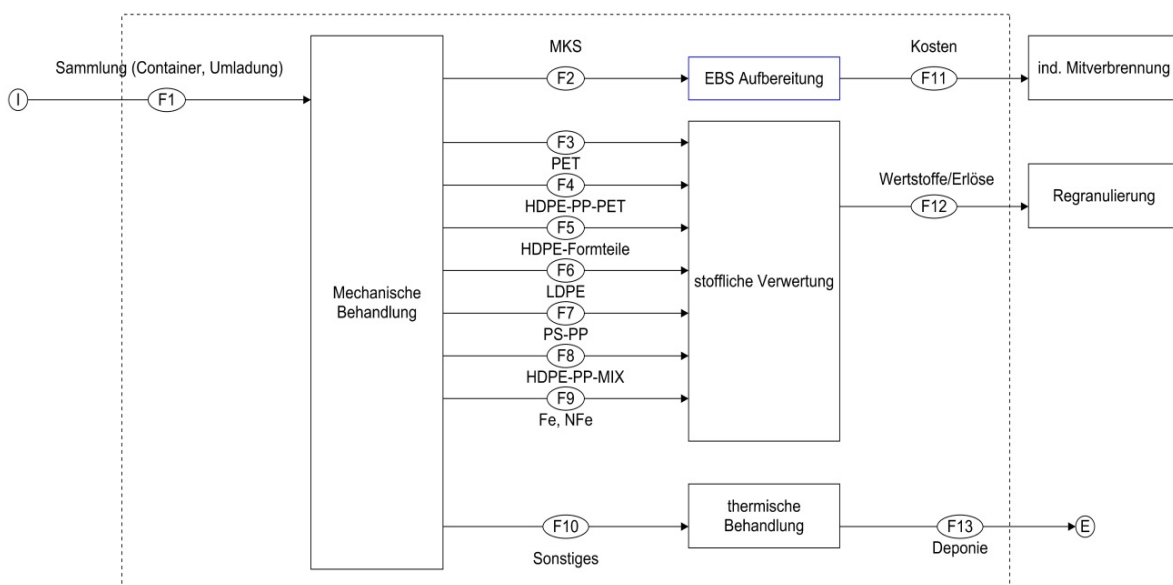 MKS
Kosten
Sammlung (Container, Umladung)
F2
EBS Aufbereitung
F11
ind. Mitverbrennung
I
F1
F3
PET
F4
HDPE-PP-PET
Wertstoffe/Erlöse
F12
Regranulierung
F5
HDPE-Formteile
F6
stoffliche Verwertung
Mechanische
Behandlung
LDPE
F7
PS-PP
F8
HDPE-PP-MIX
F9
Fe, NFe
thermische
Behandlung
F10
Sonstiges
F13
E
Deponie